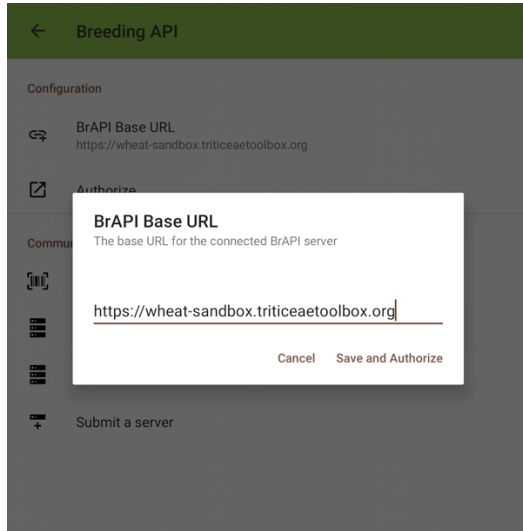 Breeding API
Configuration
BrAPI Base URL
https://wheat-sandbox.triticeaetoolbox.org
Authorize
Commu
BrAPI Base URL
The base URL for the connected BrAPI server
https://wheat-sandbox.triticeaetoolbox.org
Cancel Save and Authorize
Submit a server